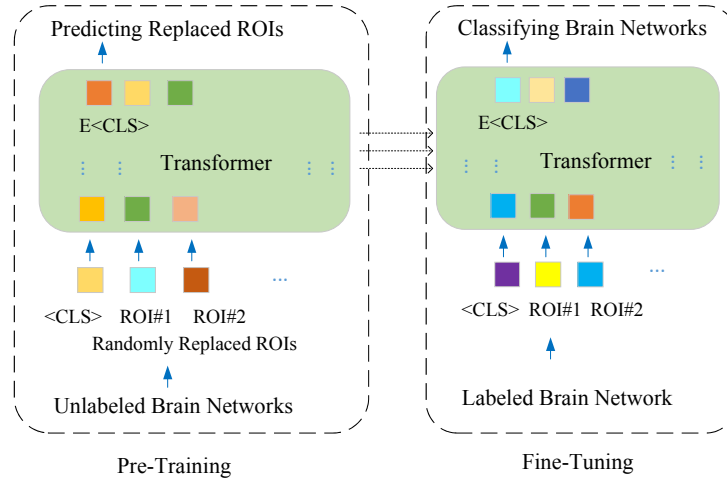 Predicting Replaced ROIs
E<CLS>
Transformer
<CLS> ROI#1 ROI#2
...
Randomly Replaced ROIs
Unlabeled Brain Networks
Pre-Training
Classifying Brain Networks
E<CLS>
Transformer
...
<CLS> ROI#1 ROI#2
Labeled Brain Network
Fine-Tuning